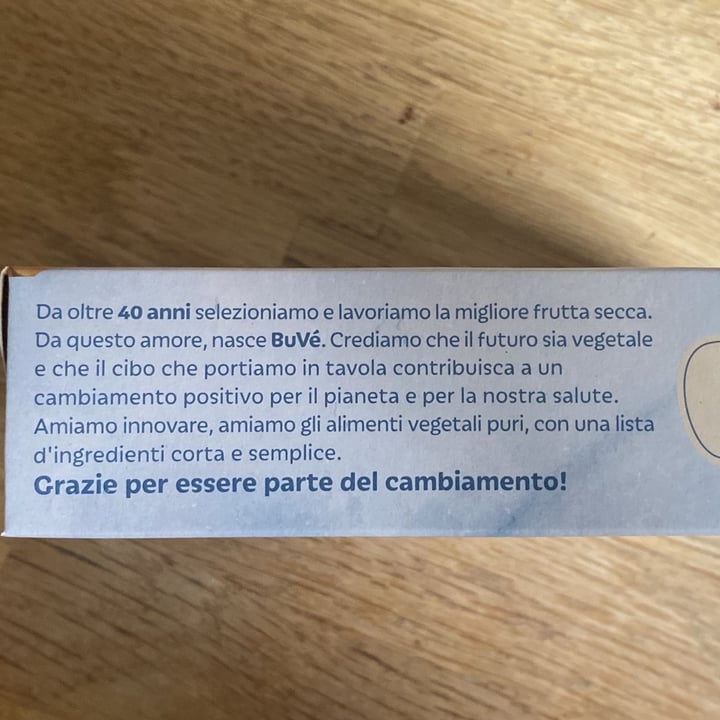 Da oltre 40 anni selezioniamo e lavoriamo la migliore frutta secca.
Da questo amore, nasce BuVé. Crediamo che il futuro sia vegetale
e che il cibo che portiamo in tavola contribuisca a un
cambiamento positivo per il pianeta e per la nostra salute.
Amiamo innovare, amiamo gli alimenti vegetali puri, con una lista
d'ingredienti corta e semplice.
Grazie per essere parte del cambiamento!